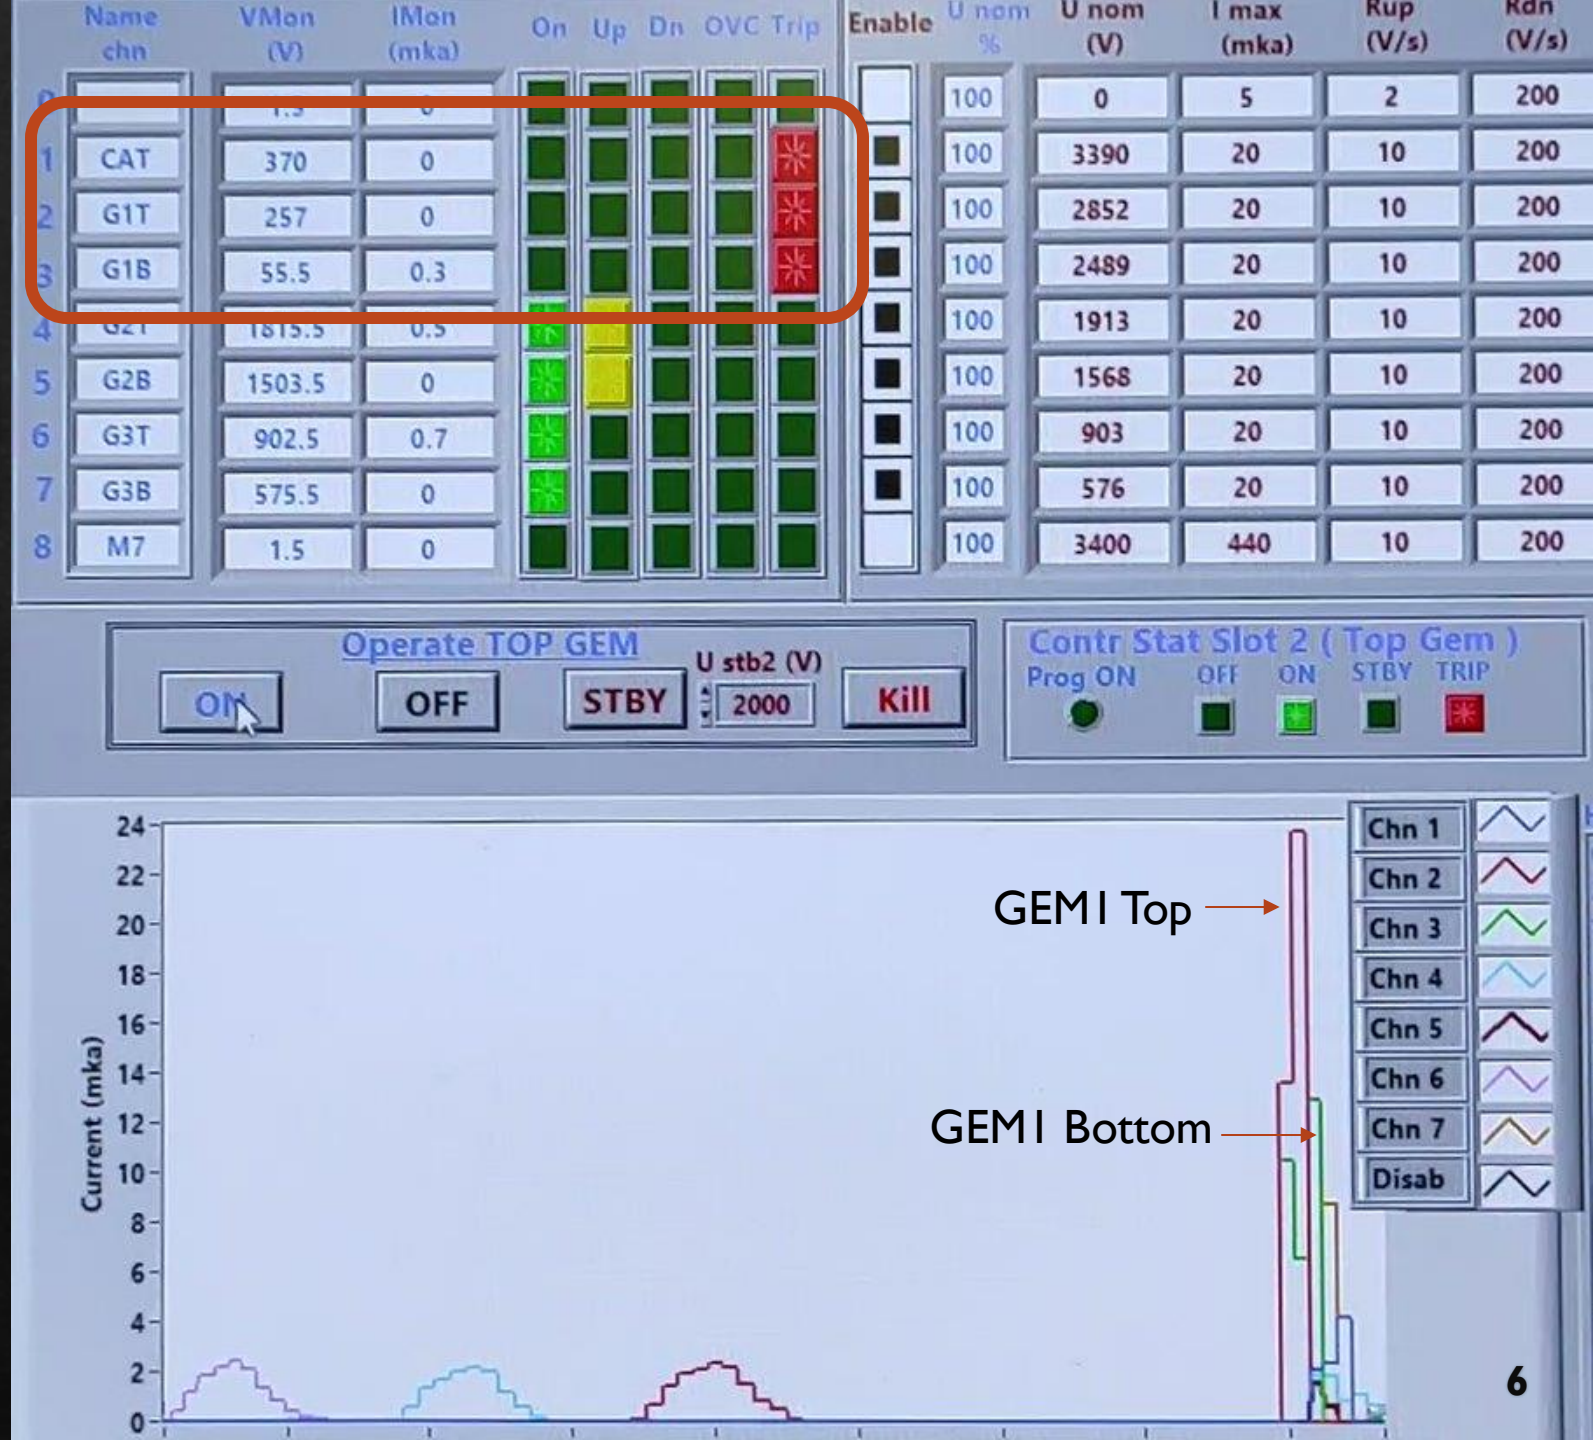 Name chn VMon (V) IMon (mka) On Up Dn OVC Trip Enable U nom % U nom (V) I max (mka) Rup (V/s) Rdn (V/s)
0 1.5 0 100 0 5 2 200
1 CAT 370 0 100 3390 20 10 200
2 G1T 257 0 100 2852 20 10 200
3 G1B 55.5 0.3 100 2489 20 10 200
4 G2T 1815.5 0.5 100 1913 20 10 200
5 G2B 1503.5 0 100 1568 20 10 200
6 G3T 902.5 0.7 100 903 20 10 200
7 G3B 575.5 0 100 576 20 10 200
8 M7 1.5 0 100 3400 440 10 200
Operate TOP GEM
ON OFF STBY U stb2 (V) 2000 Kill
Contr Stat Slot 2 ( Top Gem )
Prog ON OFF ON STBY TRIP
24
22
20
18
16
14
12
10
8
6
4
2
0
Current (mka)
GEM1 Top
GEM1 Bottom
Chn 1
Chn 2
Chn 3
Chn 4
Chn 5
Chn 6
Chn 7
Disab
6